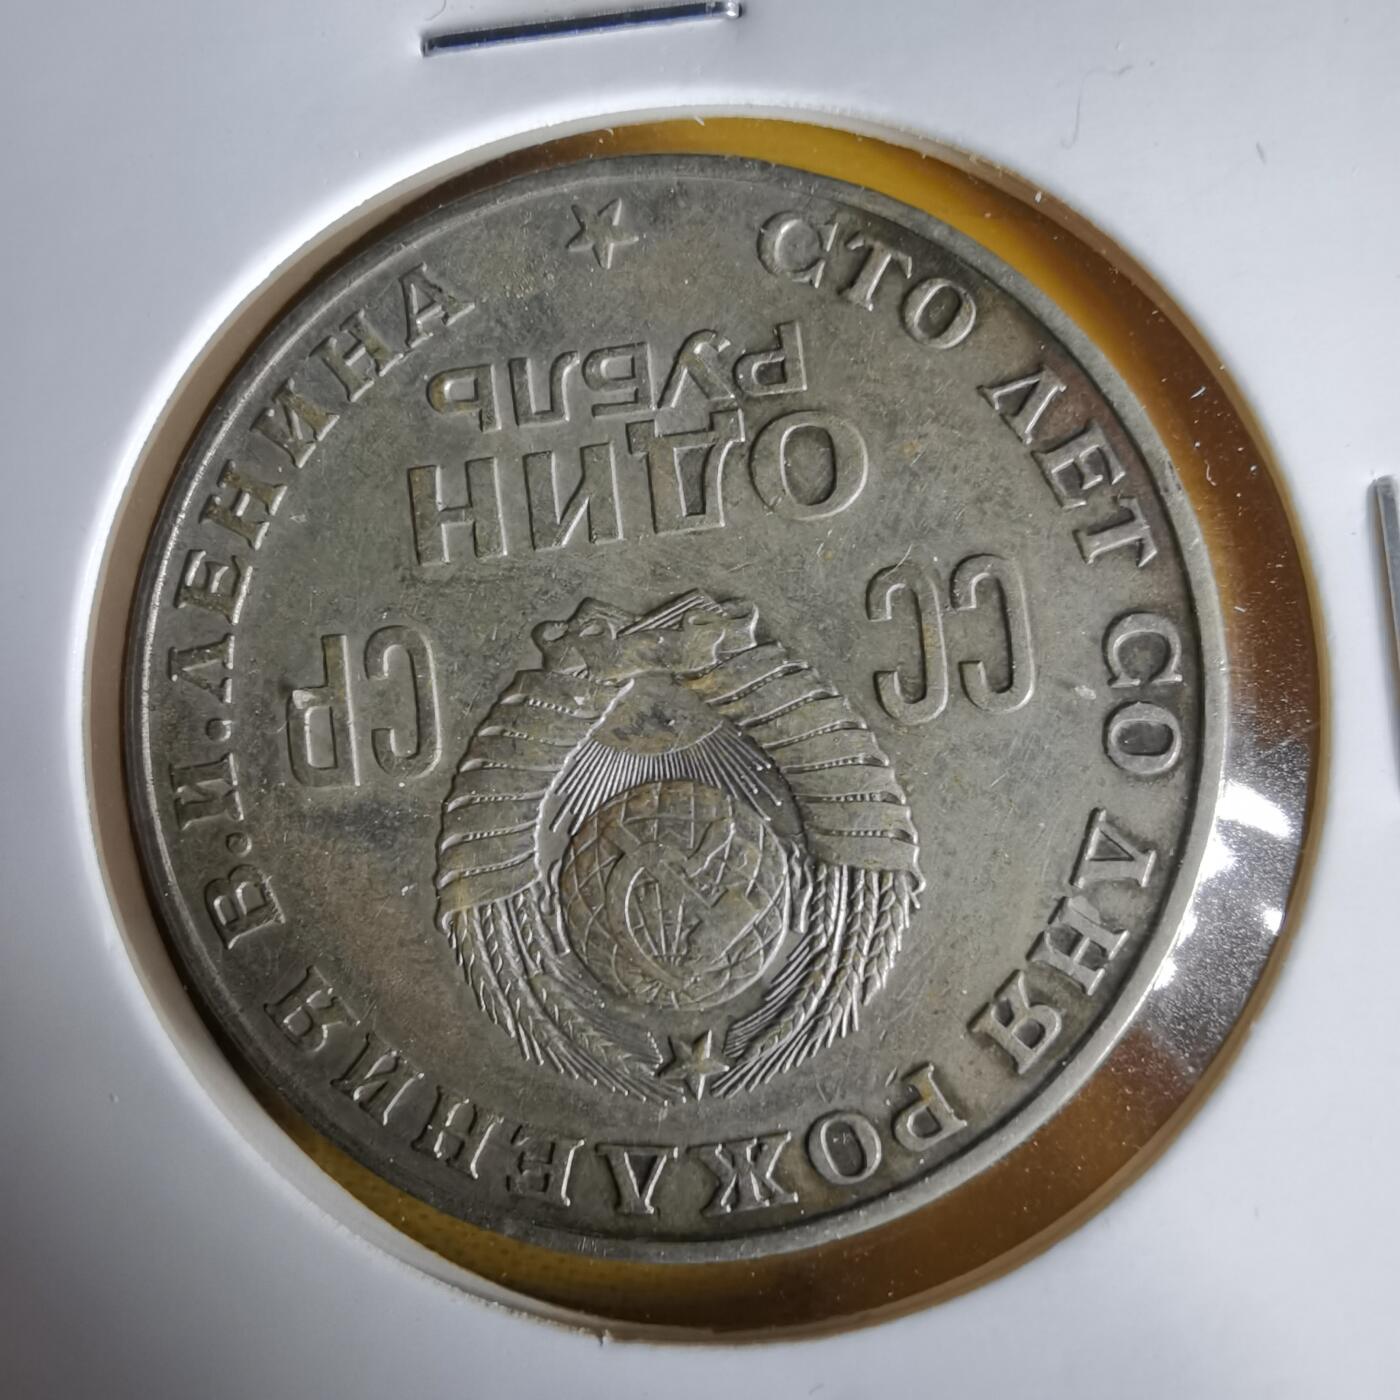 ★ СТО ЛЕТ СО ДНЯ РОЖДЕНИЯ В.И.ЛЕНИНА
СС СР
ОДИН
РУБЛЬ